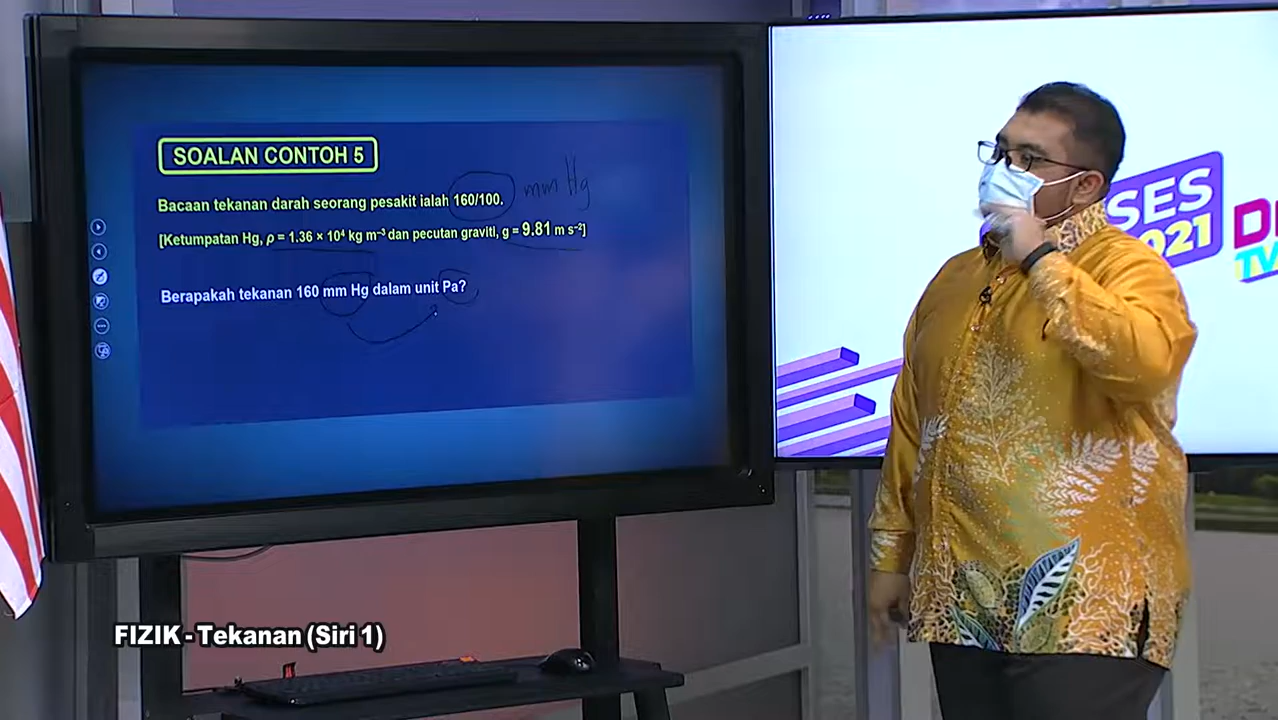 SOALAN CONTOH 5
mm Hg
Bacaan tekanan darah seorang pesakit ialah 160/100.
[Ketumpatan Hg, ρ = 1.36 × 10⁴ kg m⁻³ dan pecutan graviti, g = 9.81 m s⁻²]
Berapakah tekanan 160 mm Hg dalam unit Pa?
SES
2021
TV
FIZIK - Tekanan (Siri 1)